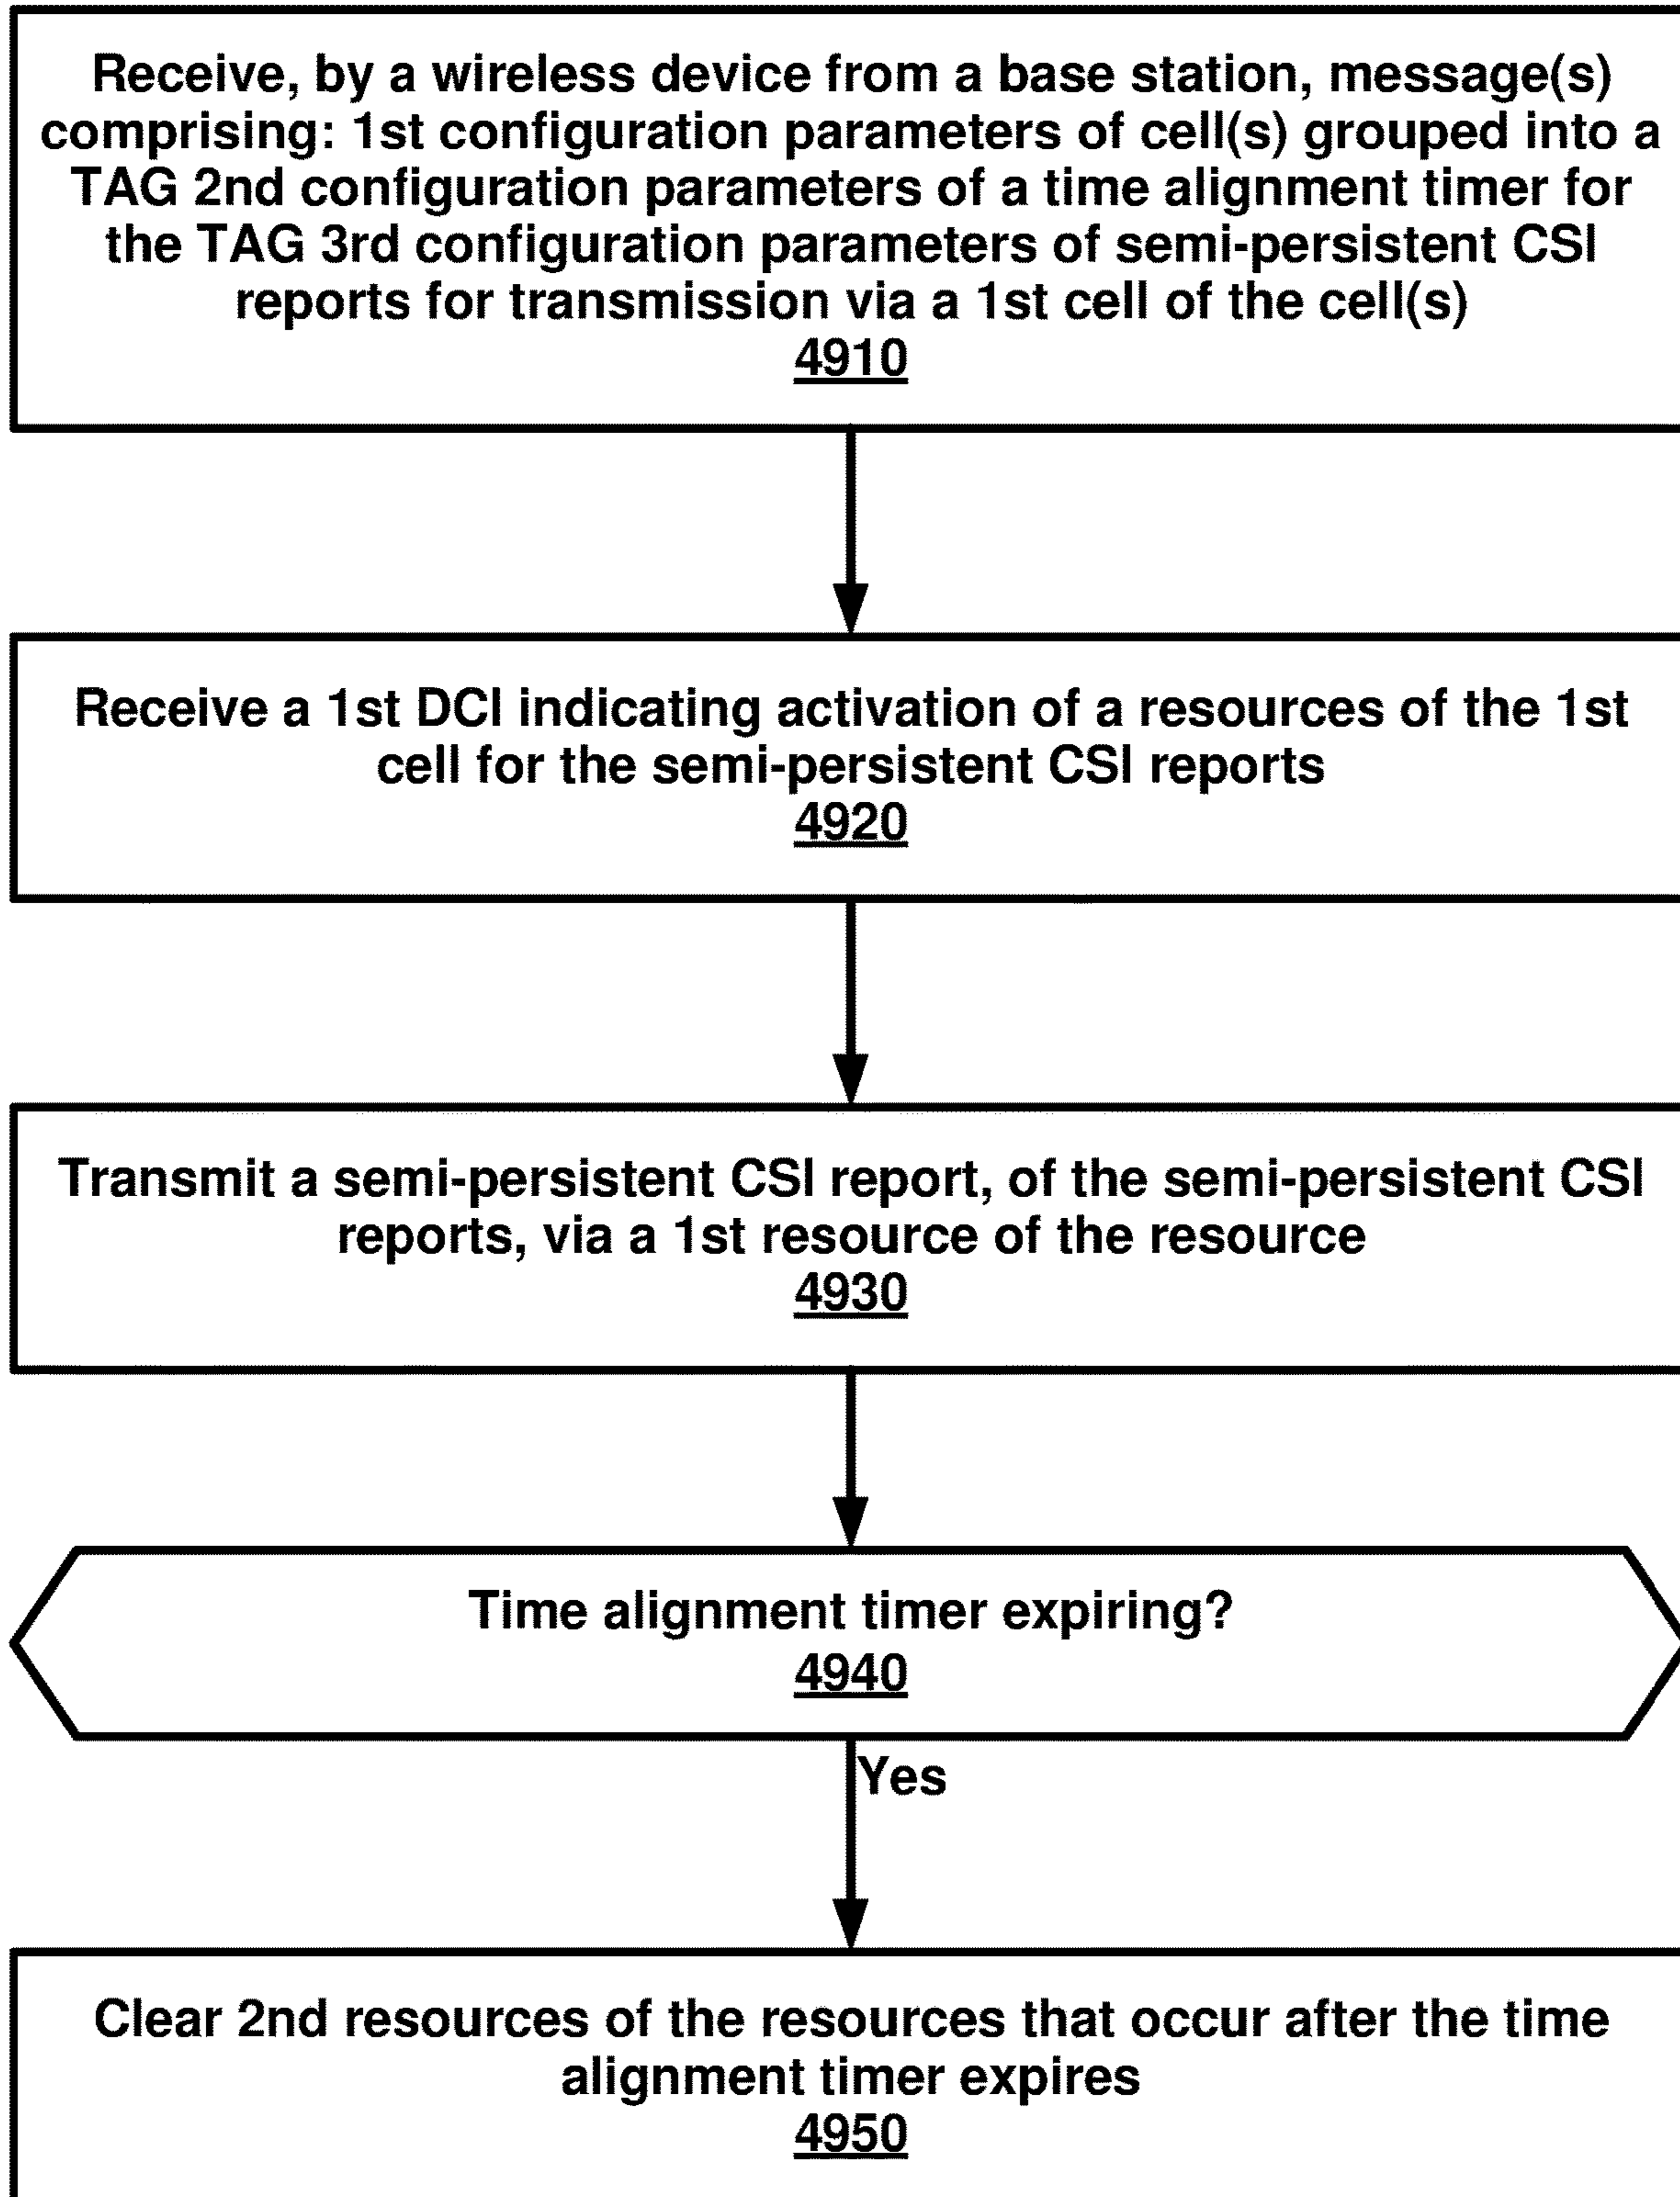 Receive, by a wireless device from a base station, message(s)
comprising: 1st configuration parameters of cell(s) grouped into a
TAG 2nd configuration parameters of a time alignment timer for
the TAG 3rd configuration parameters of semi-persistent CSI
reports for transmission via a 1st cell of the cell(s)
4910
Receive a 1st DCI indicating activation of a resources of the 1st
cell for the semi-persistent CSI reports
4920
Transmit a semi-persistent CSI report, of the semi-persistent CSI
reports, via a 1st resource of the resource
4930
Time alignment timer expiring?
4940
Yes
Clear 2nd resources of the resources that occur after the time
alignment timer expires
4950